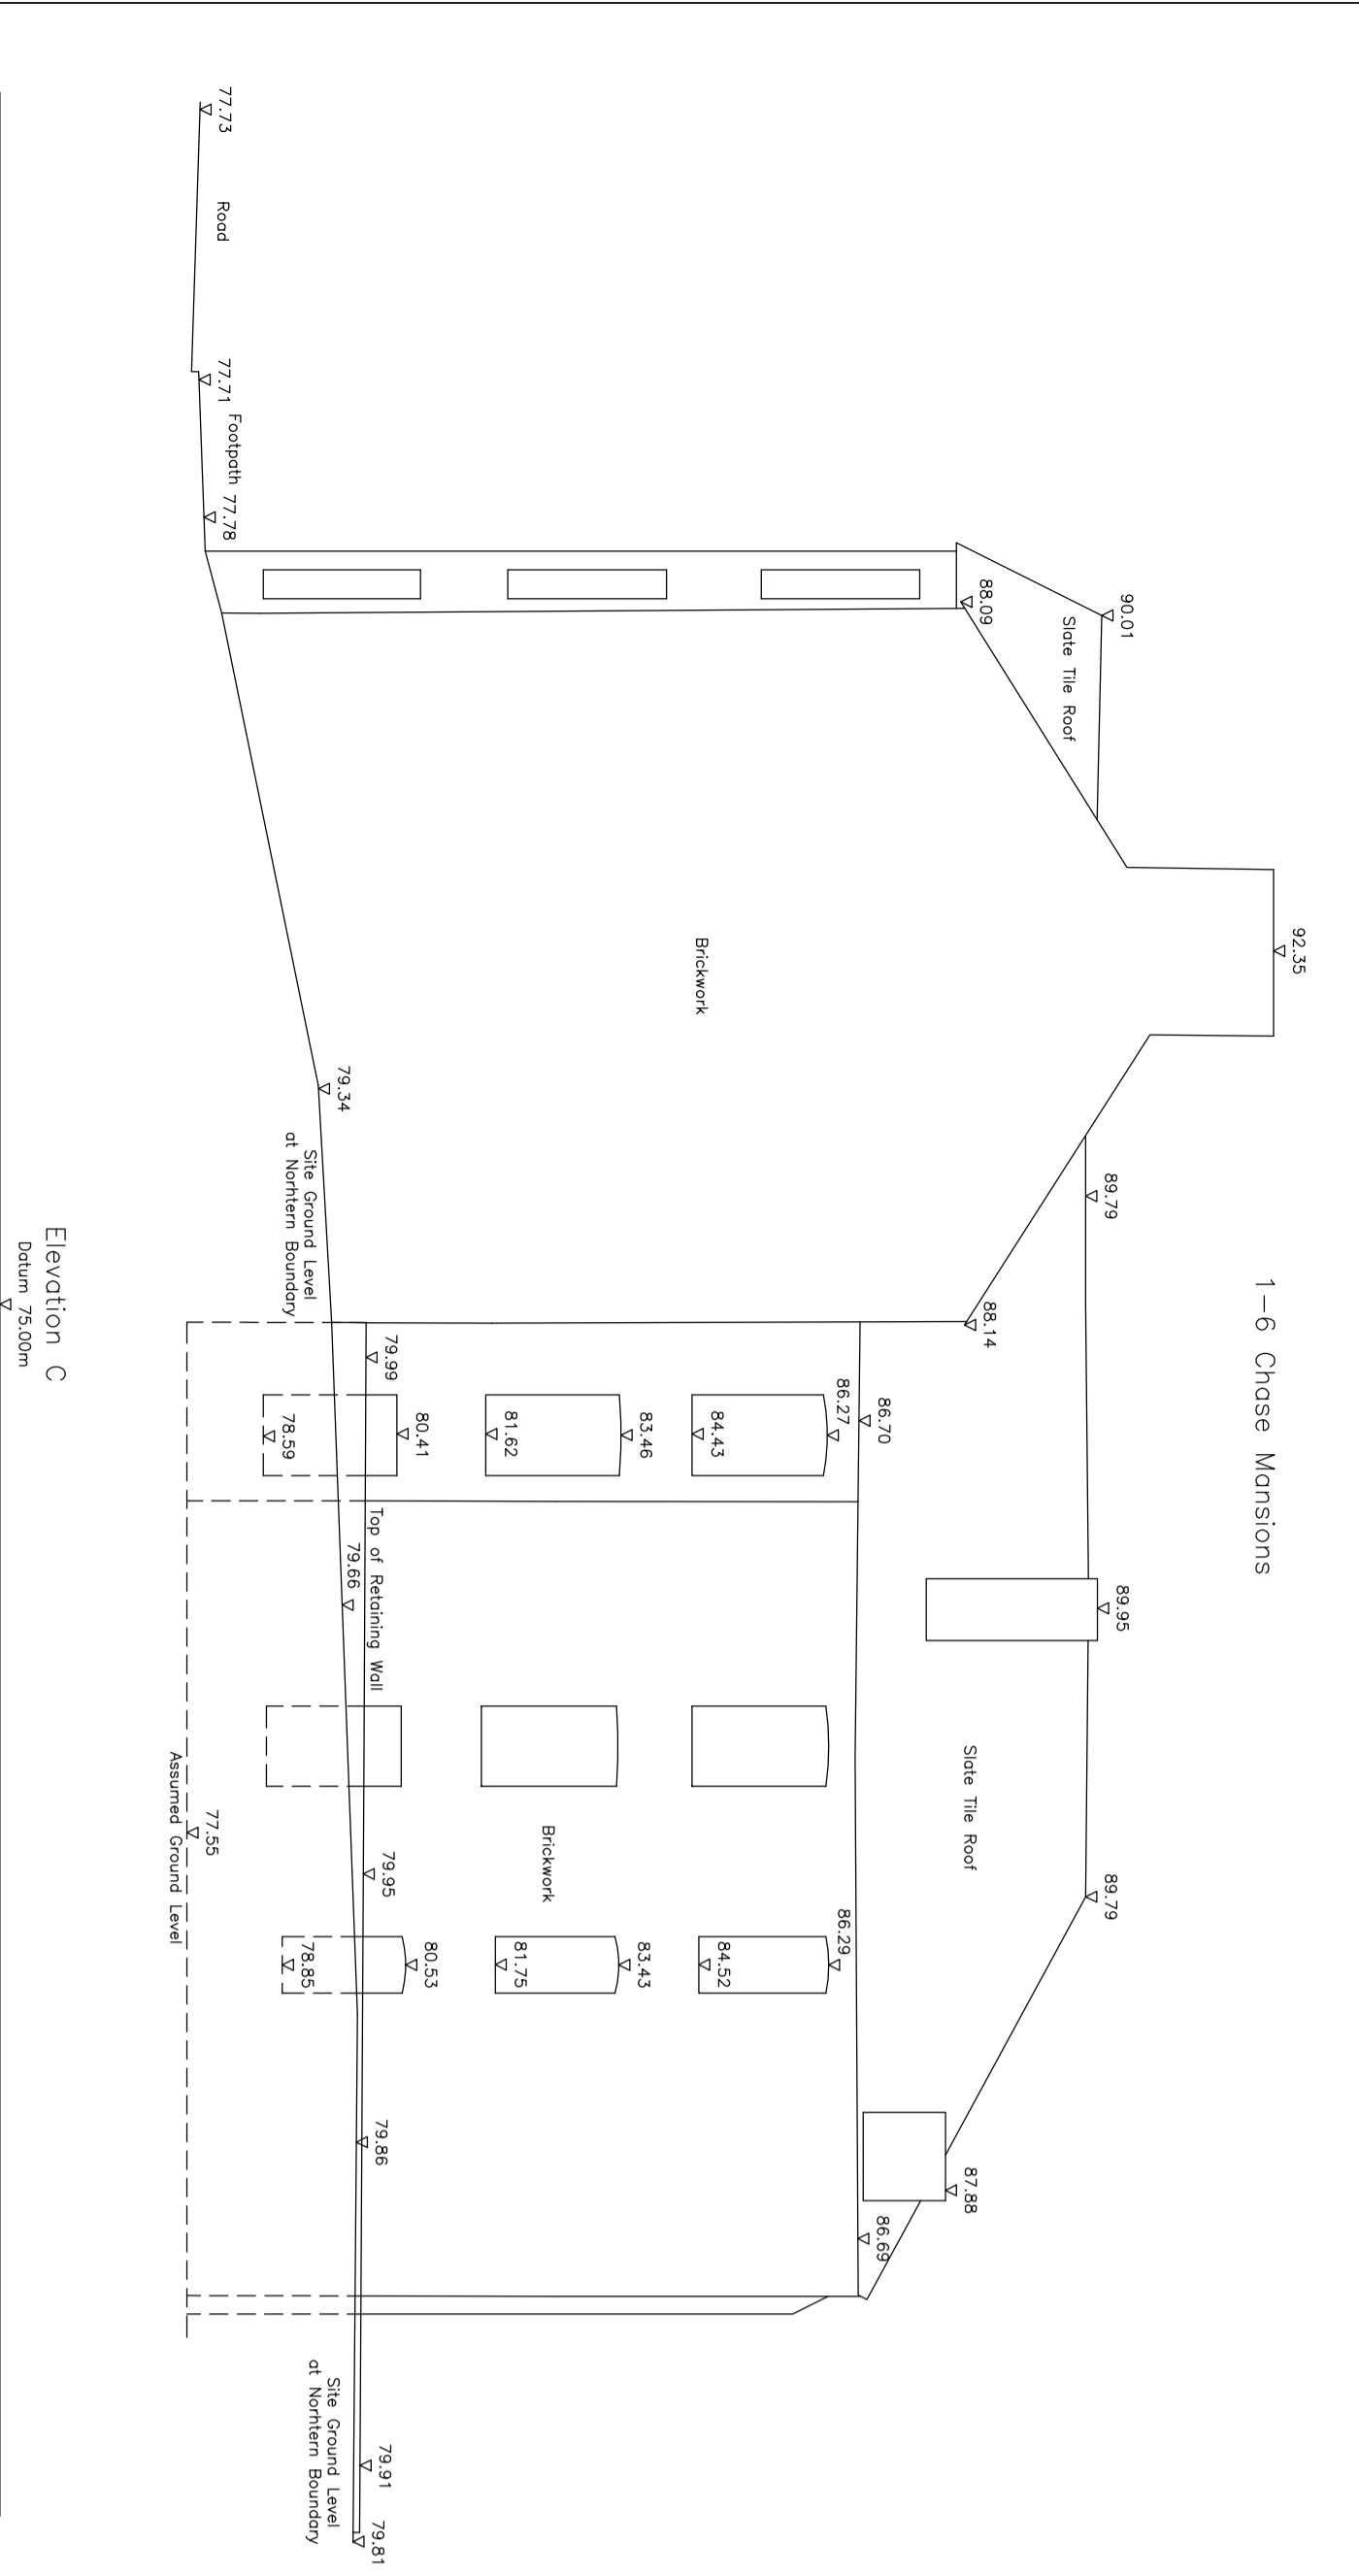 1-6 Chase Mansions
92.35
90.01
Slate Tile Roof
88.09
89.79
89.95
89.79
88.14
Slate Tile Roof
87.88
86.70
86.69
86.27
86.29
84.43
84.52
Brickwork
83.46
83.43
81.62
81.75
Brickwork
80.41
80.53
79.99
79.95
79.86
79.91
79.81
Top of Retaining Wall
79.66
79.34
Site Ground Level
at Norhtern Boundary
Site Ground Level
at Norhtern Boundary
78.59
78.85
77.73
Road
77.71
Footpath 77.78
77.55
Assumed Ground Level
Elevation C
Datum 75.00m